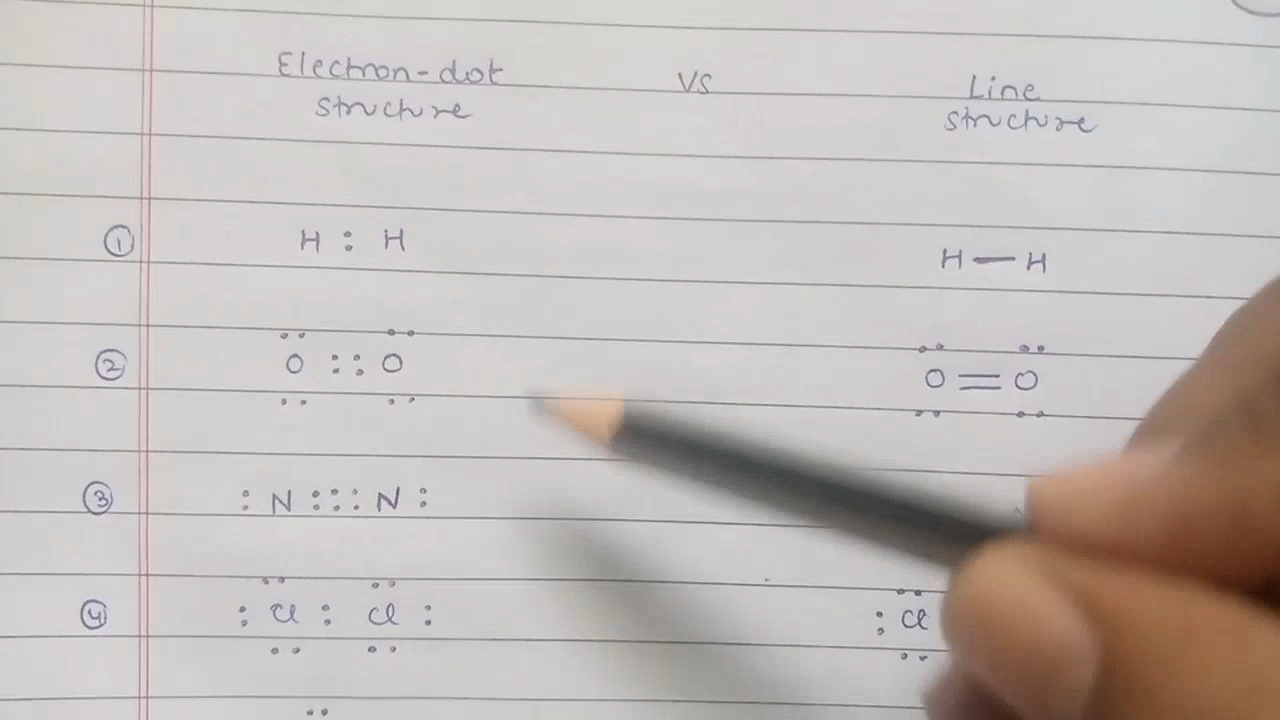 Electron-dot structure VS Line structure
① H : H H — H
② O :: O O = O
③ : N ::: N :
④ : Cl : Cl : : Cl